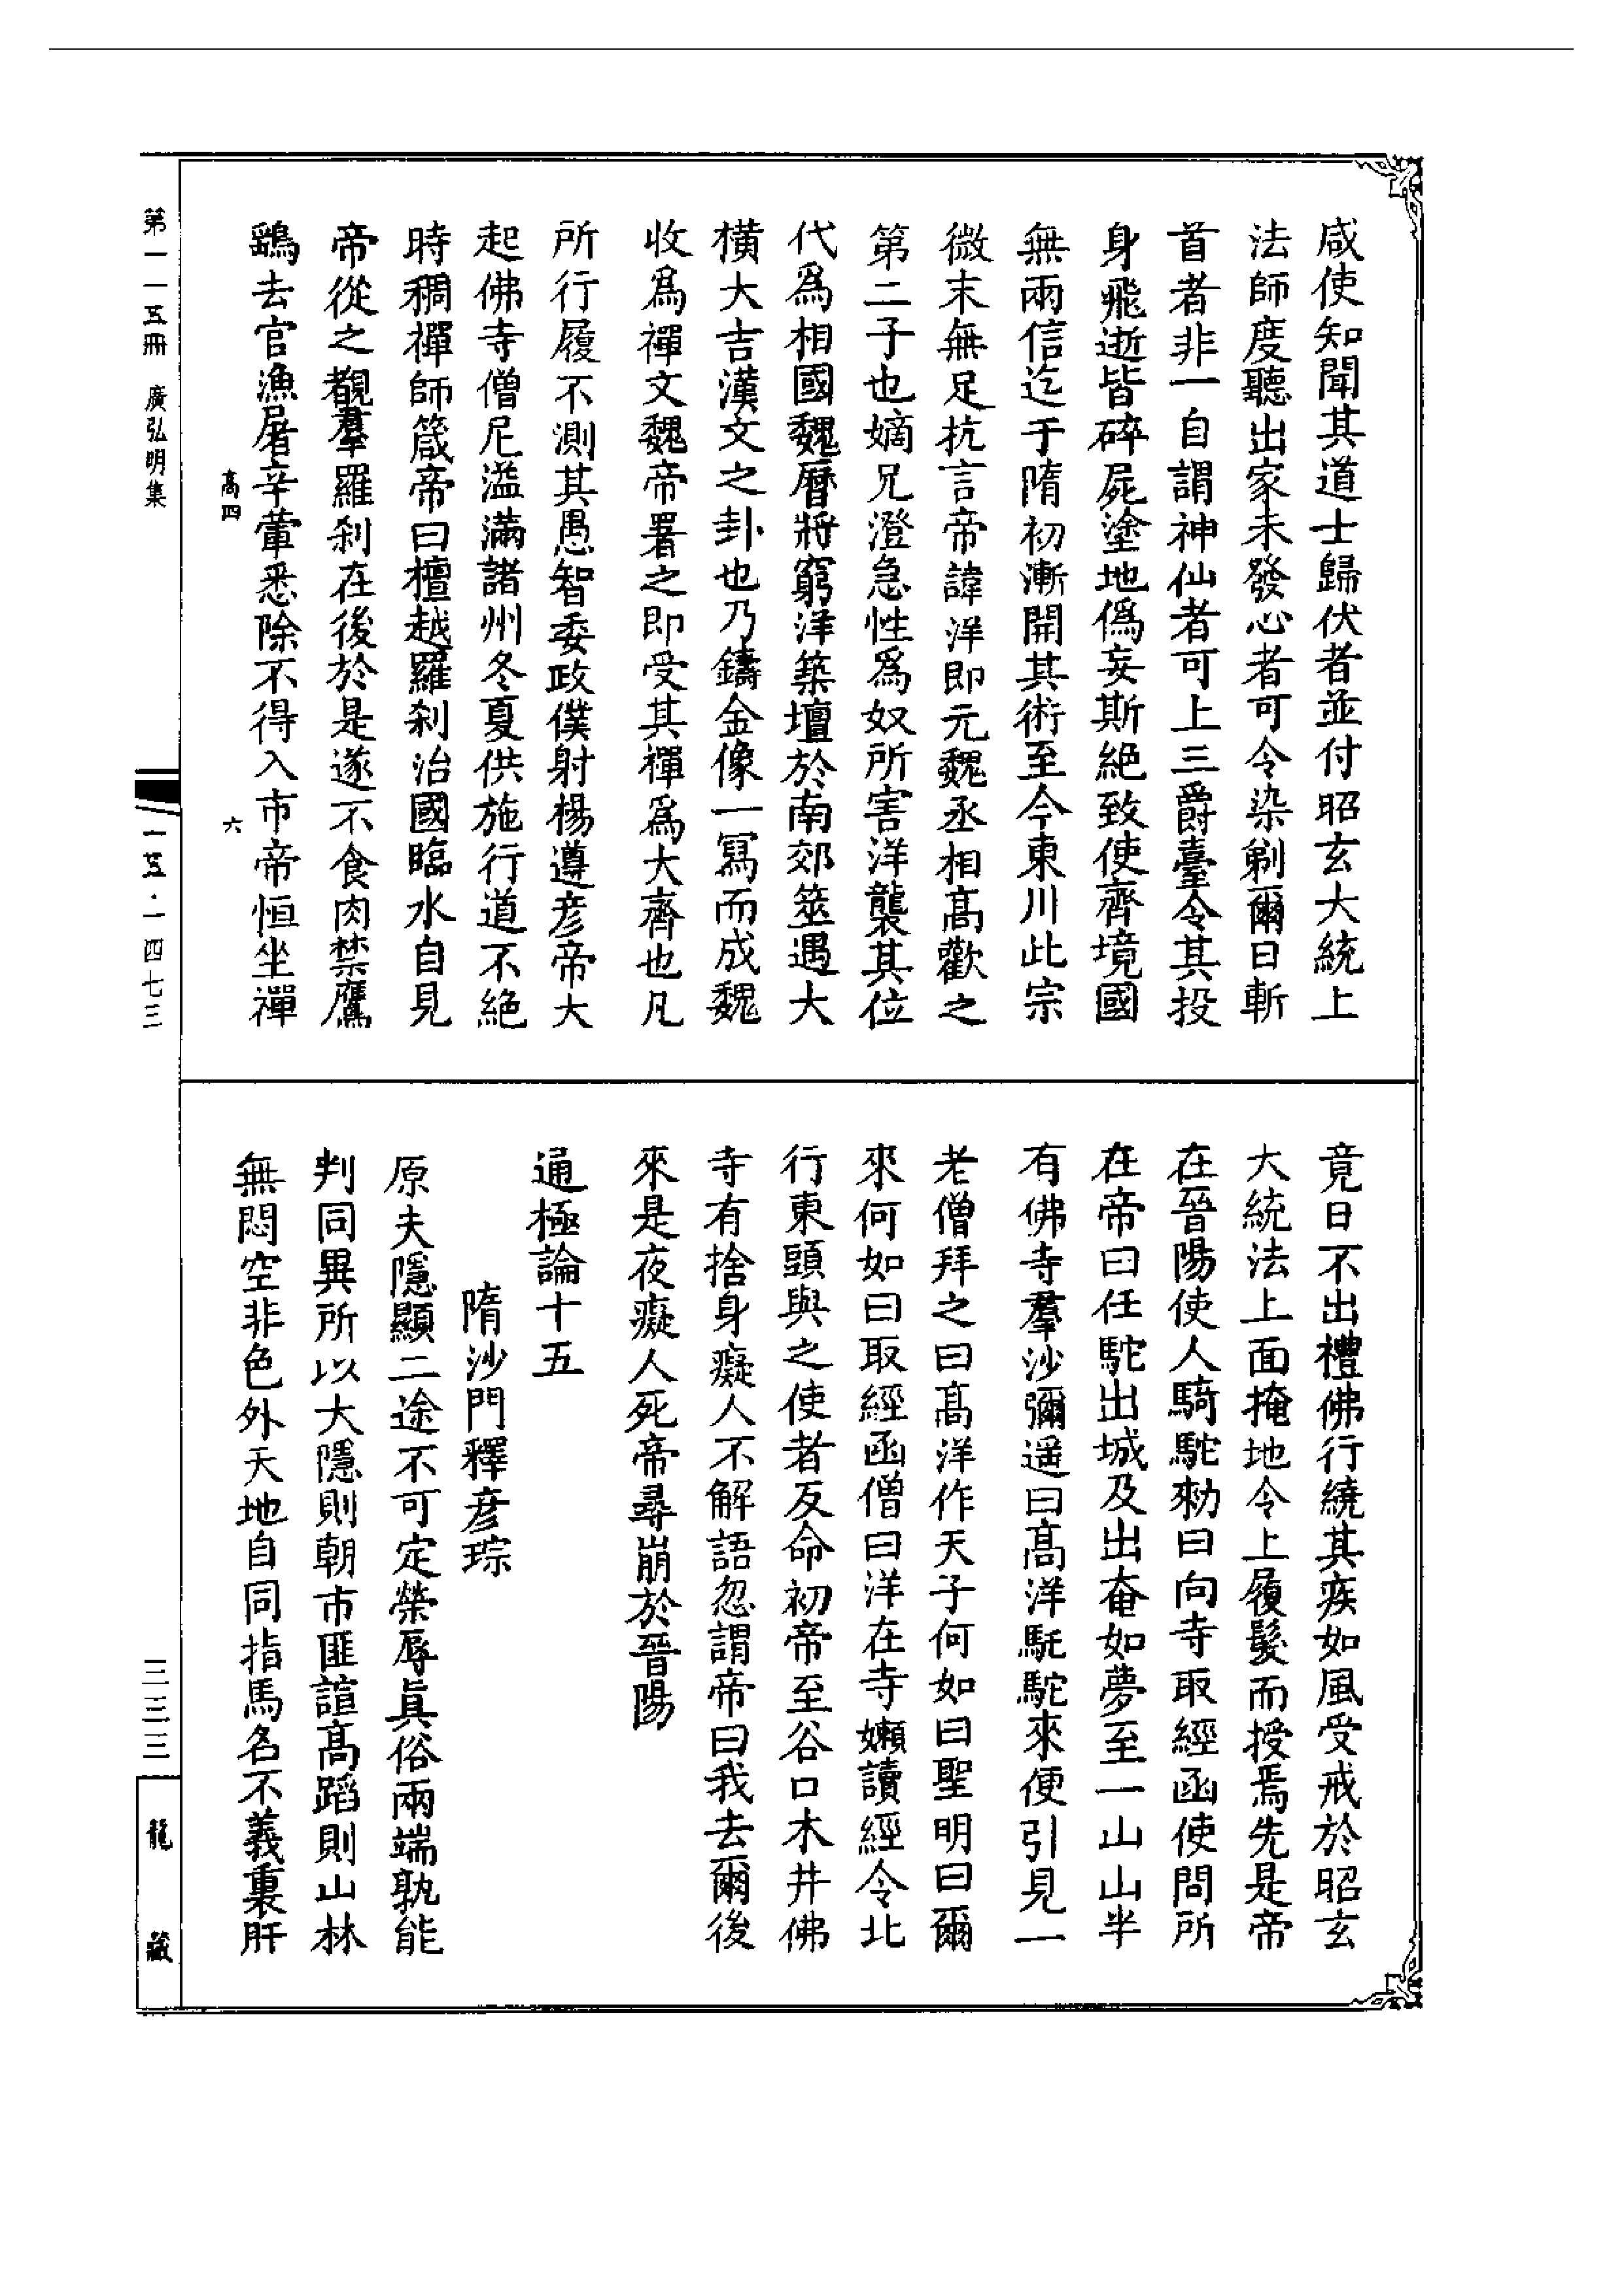 咸使知聞其道士歸伏者並付昭玄大統上
法師度聽出家未發心者可令染剃爾日斬
首者非一自謂神仙者可上三爵臺令其投
身飛逝皆碎屍塗地偽妄斯絕致使齊境國
無兩信迄于隋初漸開其術至今東川此宗
微末無足抗言帝諱洋即元魏丞相高歡之
第二子也嫡兄澄急性爲奴所害洋襲其位
代爲相國魏曆將窮洋築壇於南郊筮遇大
橫大吉漢文之卦也乃鑄金像一寫而成魏
收爲禪文魏帝署之即受其禪爲大齊也凡
所行履不測其愚智委政僕射楊遵彥帝大
起佛寺僧尼溢滿諸州冬夏供施行道不絕
時稠禪師箴帝曰檀越羅剎治國臨水自見
帝從之覩羣羅剎在後於是遂不食肉禁鷹
鷂去官漁屠者辛葷悉除不得入市帝恒坐禪
竟日不出禮佛行繞其疾如風受戒於昭玄
大統法上面掩地令上履髮而授焉先是帝
在晉陽使人騎駝勑曰向寺取經函使問所
在帝曰任駝出城及出奄如夢至一山山半
有佛寺羣沙彌遥曰高洋駝駝來便引見一
老僧拜之曰高洋作天子何如曰聖明曰爾
來何如曰取經函僧曰洋在寺嬾讀經令北
行東頭與之使者反命初帝至谷口木井佛
寺有捨身癡人不解語忽謂帝曰我去爾後
來是夜癡人死帝尋崩於晉陽
通極論十五
隋沙門釋彥琮
原夫隱顯二途不可定榮辱眞俗兩端孰能
判同異所以大隱則朝市匪諠高蹈則山林
無悶空非色外天地自同指馬名不義裏肝
第一一五冊 廣弘明集
高四
六
一五·一四七三
三三三
龍藏